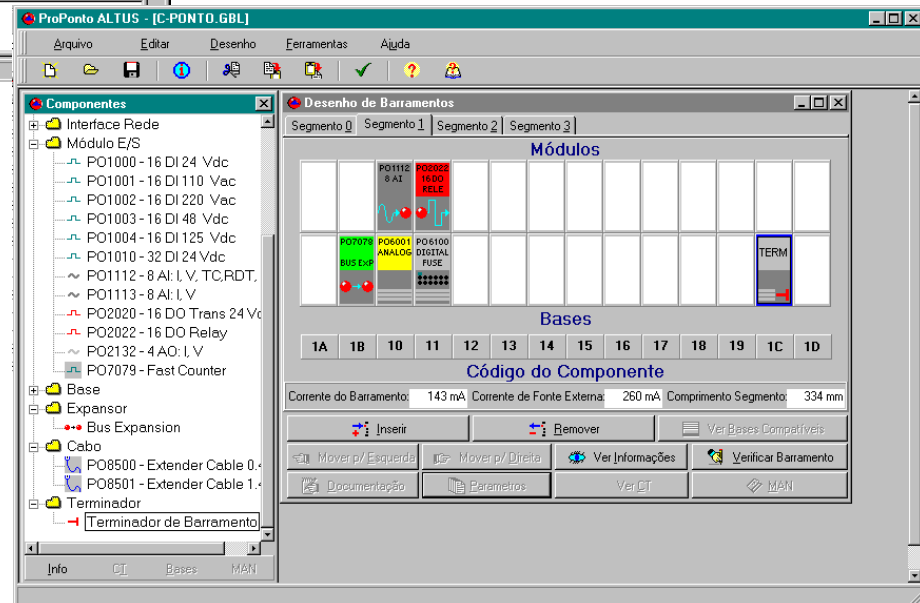 ProPonto ALTUS - [C-PONTO.GBL]
Arquivo Editar Desenho Ferramentas Ajuda
Componentes
Interface Rede
Módulo E/S
PO1000 - 16 DI 24 Vdc
PO1001 - 16 DI 110 Vac
PO1002 - 16 DI 220 Vac
PO1003 - 16 DI 48 Vdc
PO1004 - 16 DI 125 Vdc
PO1010 - 32 DI 24 Vdc
PO1112 - 8 AI: I, V, TC,RDT,
PO1113 - 8 AI: I, V
PO2020 - 16 DO Trans 24 Vd
PO2022 - 16 DO Relay
PO2132 - 4 AO: I, V
PO7079 - Fast Counter
Base
Expansor
Bus Expansion
Cabo
PO8500 - Extender Cable 0.4
PO8501 - Extender Cable 1.4
Terminador
Terminador de Barramento
Info CT Bases MAN
Desenho de Barramentos
Segmento 0 Segmento 1 Segmento 2 Segmento 3
Módulos
PO1112 8 AI
PO2022 16DO RELE
PO7079 BUS EXP
PO6001 ANALOG
PO6100 DIGITAL FUSE
TERM
Bases
1A 1B 10 11 12 13 14 15 16 17 18 19 1C 1D
Código do Componente
Corrente do Barramento: 143 mA Corrente de Fonte Externa: 260 mA Comprimento Segmento: 334 mm
Inserir Remover Ver Bases Compatíveis
Mover p/ Esquerda Mover p/ Direita Ver Informações Verificar Barramento
Documentação Parametros Ver CT MAN